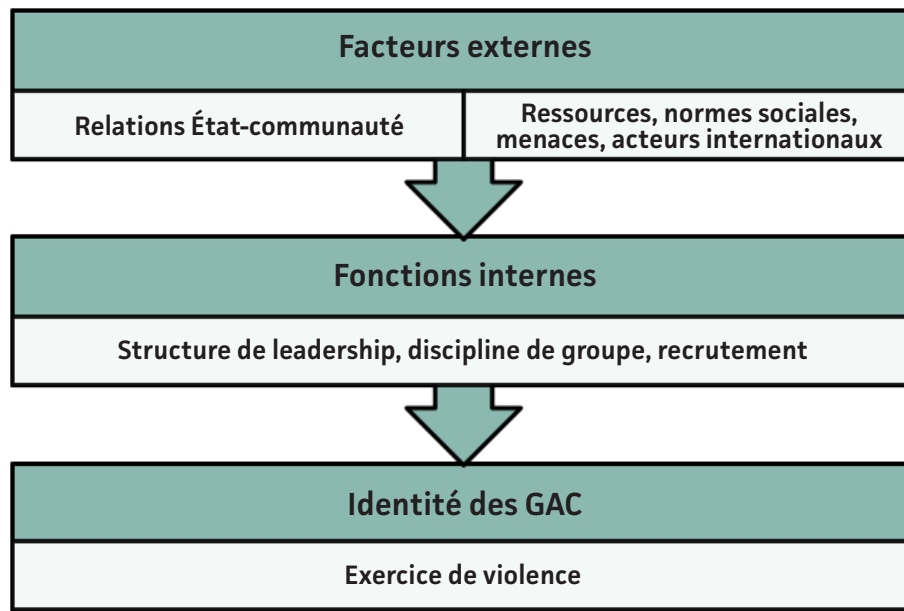 Facteurs externes
Relations État-communauté
Ressources, normes sociales,
menaces, acteurs internationaux
Fonctions internes
Structure de leadership, discipline de groupe, recrutement
Identité des GAC
Exercice de violence